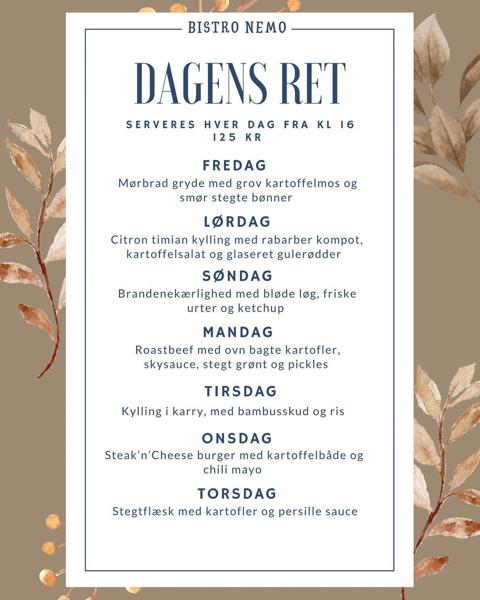 BISTRO NEMO
DAGENS RET
SERVERES HVER DAG FRA KL 16
125 KR
FREDAG
Mørbrad gryde med grov kartoffelmos og
smør stegte bønner
LØRDAG
Citron timian kylling med rabarber kompot,
kartoffelsalat og glaseret gulerødder
SØNDAG
Brandenekærlighed med bløde løg, friske
urter og ketchup
MANDAG
Roastbeef med ovn bagte kartofler,
skysauce, stegt grønt og pickles
TIRSDAG
Kylling i karry, med bambusskud og ris
ONSDAG
Steak'n'Cheese burger med kartoffelbåde og
chili mayo
TORSDAG
Stegtflæsk med kartofler og persille sauce